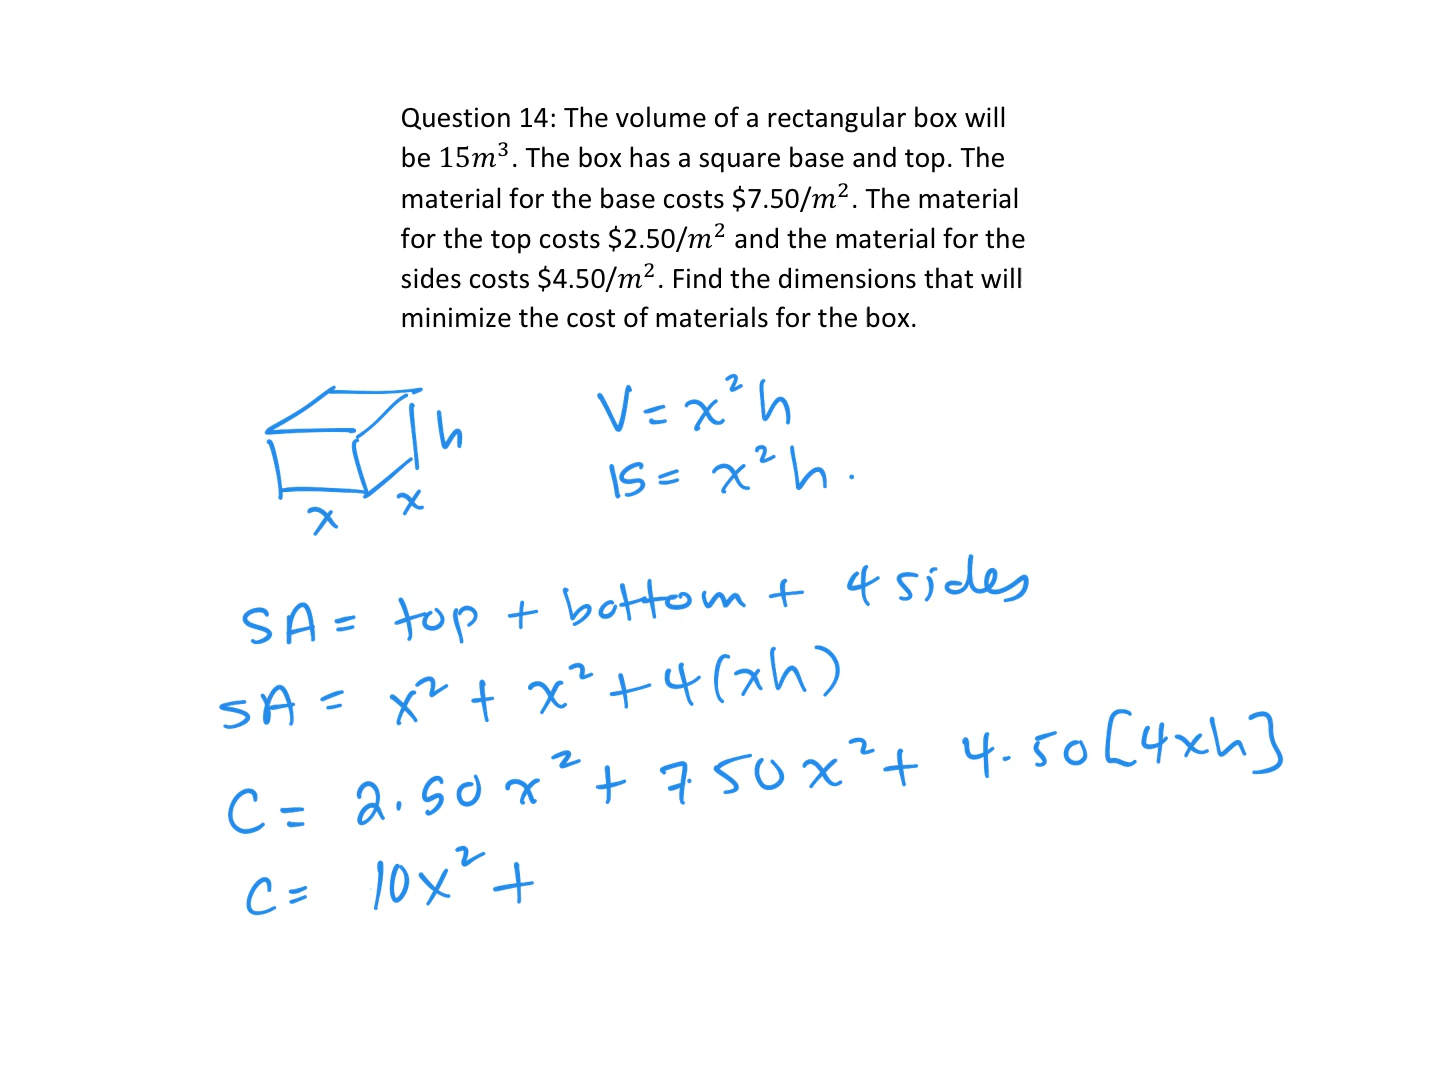 Question 14: The volume of a rectangular box will
be 15m³. The box has a square base and top. The
material for the base costs $7.50/m². The material
for the top costs $2.50/m² and the material for the
sides costs $4.50/m². Find the dimensions that will
minimize the cost of materials for the box.
h
x
x
V = x²h
15 = x²h.
SA = top + bottom + 4 sides
SA = x² + x² + 4(xh)
C = 2.50x² + 7.50x² + 4.50[4xh]
C = 10x² +